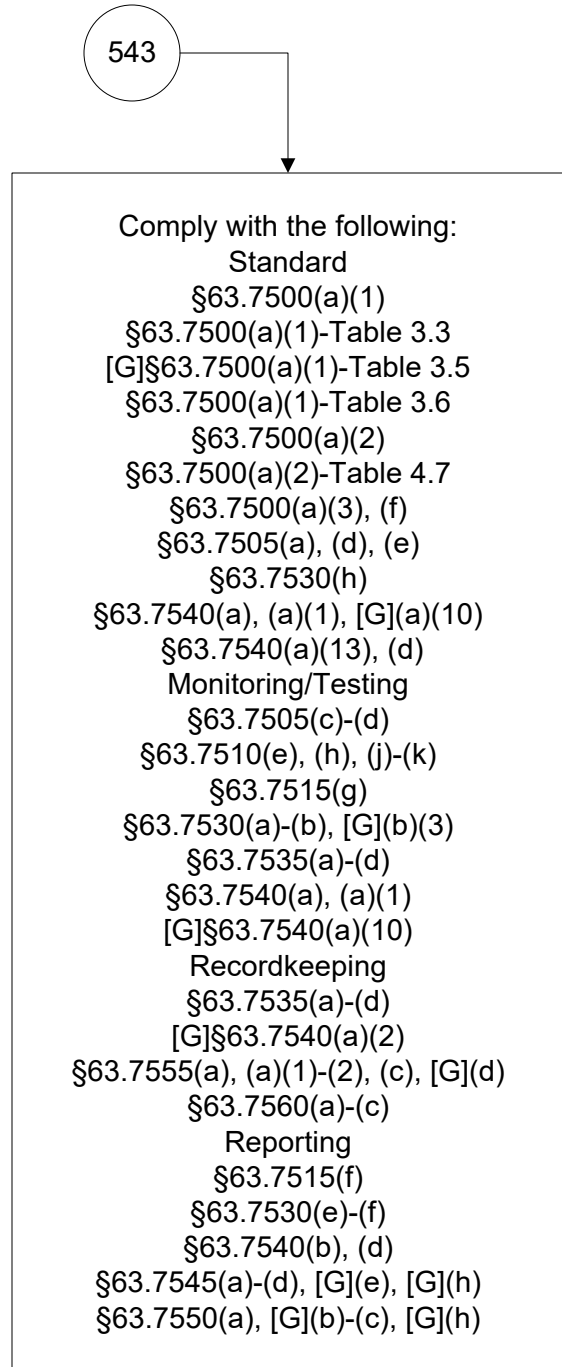 543
Comply with the following:
Standard
§63.7500(a)(1)
§63.7500(a)(1)-Table 3.3
[G]§63.7500(a)(1)-Table 3.5
§63.7500(a)(1)-Table 3.6
§63.7500(a)(2)
§63.7500(a)(2)-Table 4.7
§63.7500(a)(3), (f)
§63.7505(a), (d), (e)
§63.7530(h)
§63.7540(a), (a)(1), [G](a)(10)
§63.7540(a)(13), (d)
Monitoring/Testing
§63.7505(c)-(d)
§63.7510(e), (h), (j)-(k)
§63.7515(g)
§63.7530(a)-(b), [G](b)(3)
§63.7535(a)-(d)
§63.7540(a), (a)(1)
[G]§63.7540(a)(10)
Recordkeeping
§63.7535(a)-(d)
[G]§63.7540(a)(2)
§63.7555(a), (a)(1)-(2), (c), [G](d)
§63.7560(a)-(c)
Reporting
§63.7515(f)
§63.7530(e)-(f)
§63.7540(b), (d)
§63.7545(a)-(d), [G](e), [G](h)
§63.7550(a), [G](b)-(c), [G](h)